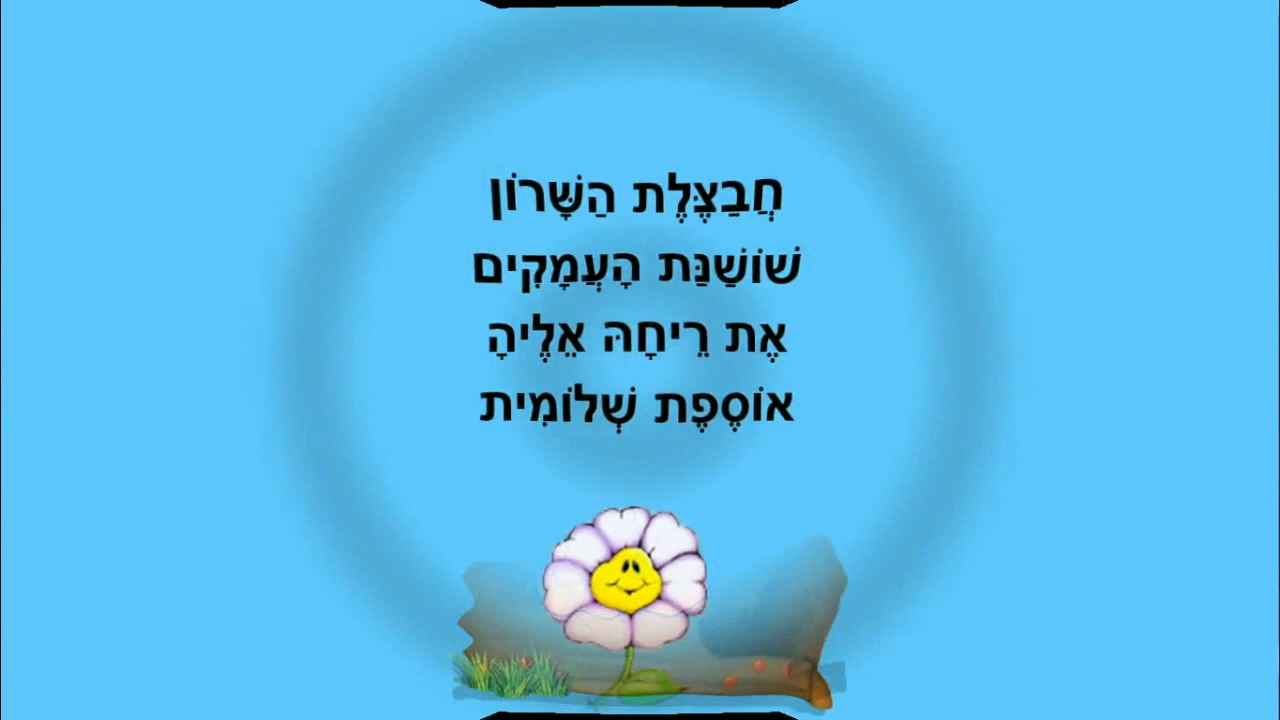 חֲבַצֶּלֶת הַשָּׁרוֹן
שׁוֹשַׁנַּת הָעֲמָקִים
אֶת רֵיחָהּ אֵלֶיהָ
אוֹסֶפֶת שְׁלוֹמִית